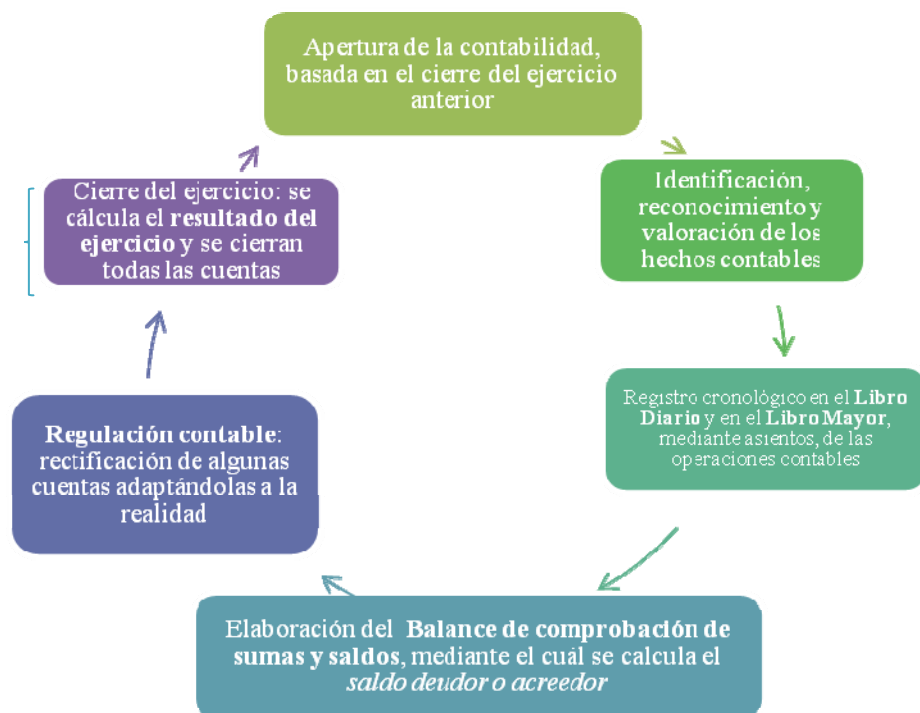 Apertura de la contabilidad,
basada en el cierre del ejercicio
anterior
Identificación,
reconocimiento y
valoración de los
hechos contables
Registro cronológico en el Libro
Diario y en el Libro Mayor,
mediante asientos, de las
operaciones contables
Elaboración del Balance de comprobación de
sumas y saldos, mediante el cuál se calcula el
saldo deudor o acreedor
Regulación contable:
rectificación de algunas
cuentas adaptándolas a la
realidad
Cierre del ejercicio: se
cálcula el resultado del
ejercicio y se cierran
todas las cuentas